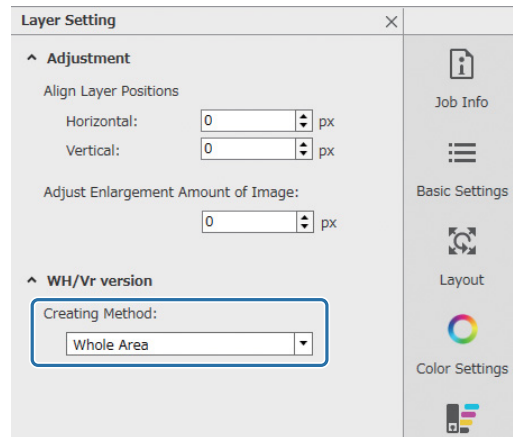 Layer Setting
Adjustment
Align Layer Positions
Horizontal: 0 px
Vertical: 0 px
Adjust Enlargement Amount of Image:
0 px
WH/Vr version
Creating Method:
Whole Area
Job Info
Basic Settings
Layout
Color Settings